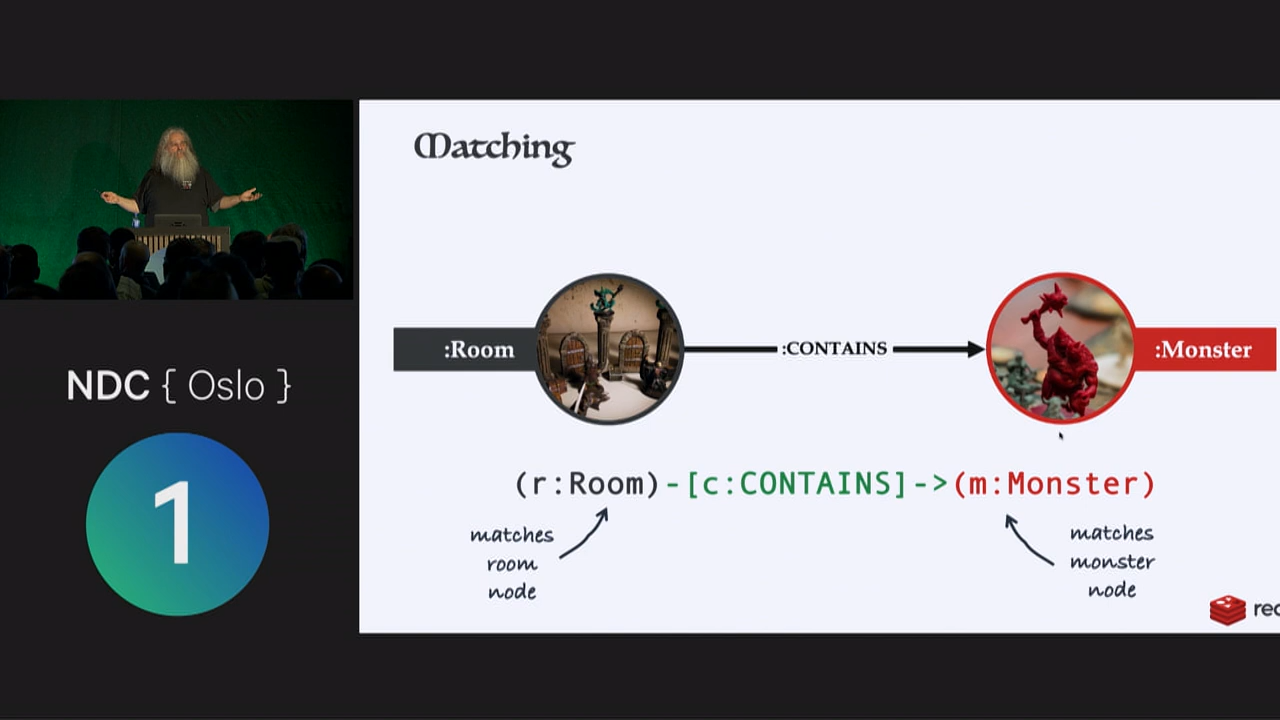 Matching
:Room
:CONTAINS
:Monster
(r:Room)-[c:CONTAINS]->(m:Monster)
matches
room
node
matches
monster
node
NDC { Oslo }
1